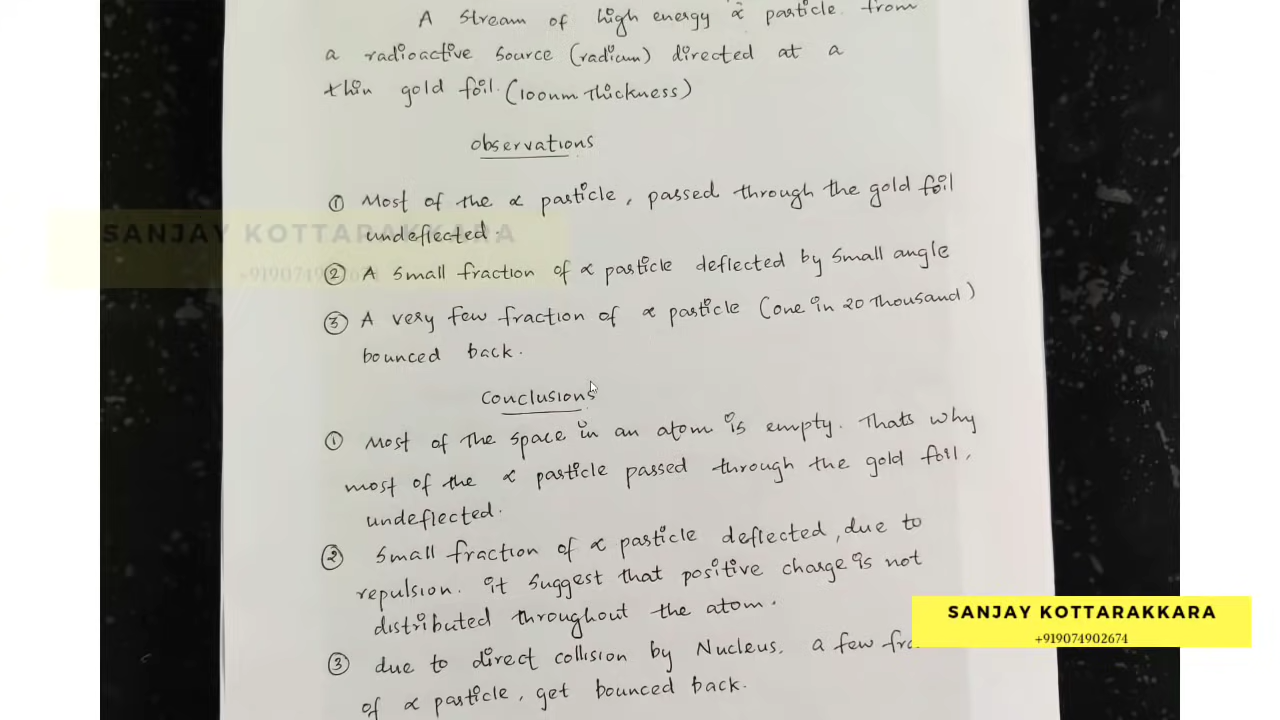 A stream of high energy α particle from
a radioactive source (radium) directed at a
thin gold foil. (100nm Thickness)
Observations
① Most of the α particle, passed through the gold foil
undeflected.
② A small fraction of α particle deflected by small angle
③ A very few fraction of α particle (one in 20 Thousand)
bounced back.
Conclusions
① Most of the space in an atom is empty. Thats why
most of the α particle passed through the gold foil,
undeflected.
② Small fraction of α particle deflected, due to
repulsion. it suggest that positive charge is not
distributed throughout the atom.
③ due to direct collision by Nucleus. a few
of α particle, get bounced back.
SANJAY KOTTARAKKARA
SANJAY KOTTARAKKARA
+919074902674